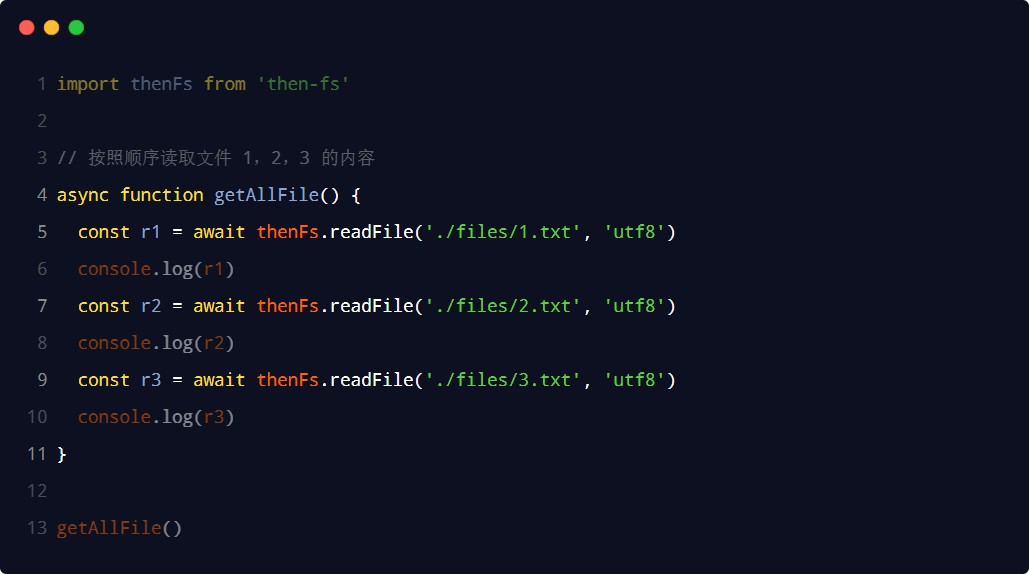 1 import thenFs from 'then-fs'
2
3 // 按照顺序读取文件 1，2，3 的内容
4 async function getAllFile() {
5   const r1 = await thenFs.readFile('./files/1.txt', 'utf8')
6   console.log(r1)
7   const r2 = await thenFs.readFile('./files/2.txt', 'utf8')
8   console.log(r2)
9   const r3 = await thenFs.readFile('./files/3.txt', 'utf8')
10   console.log(r3)
11 }
12
13 getAllFile()